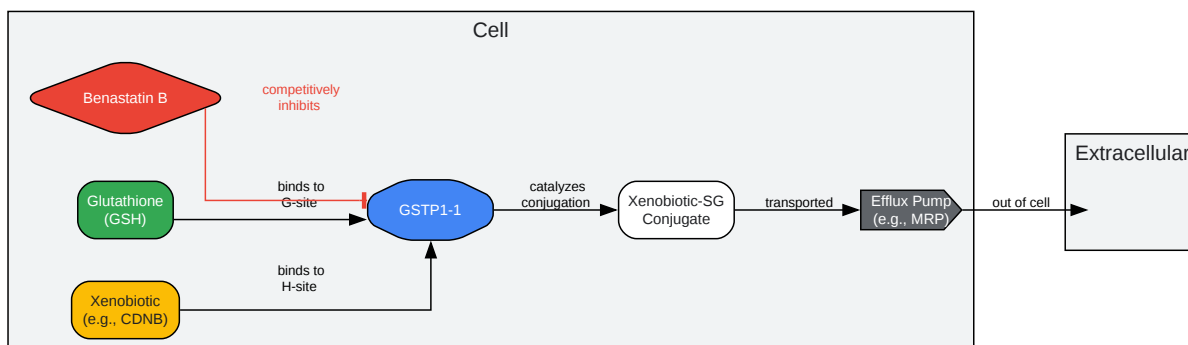 Cell
Benastatin B
competitively
inhibits
Glutathione
(GSH)
binds to
G-site
GSTP1-1
catalyzes
conjugation
Xenobiotic-SG
Conjugate
transported
Efflux Pump
(e.g., MRP)
out of cell
Extracellular
binds to
H-site
Xenobiotic
(e.g., CDNB)